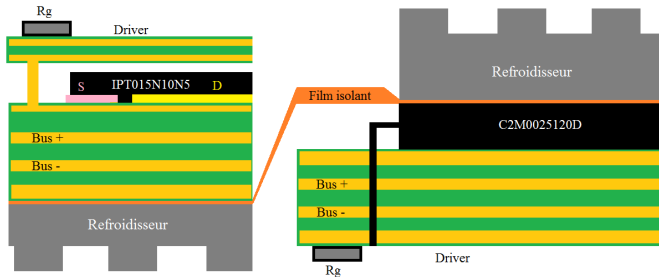 Rg
Driver
S IPT015N10N5 D
Bus +
Bus -
Refroidisseur
Refroidisseur
Film isolant
C2M0025120D
Bus +
Bus -
Rg
Driver